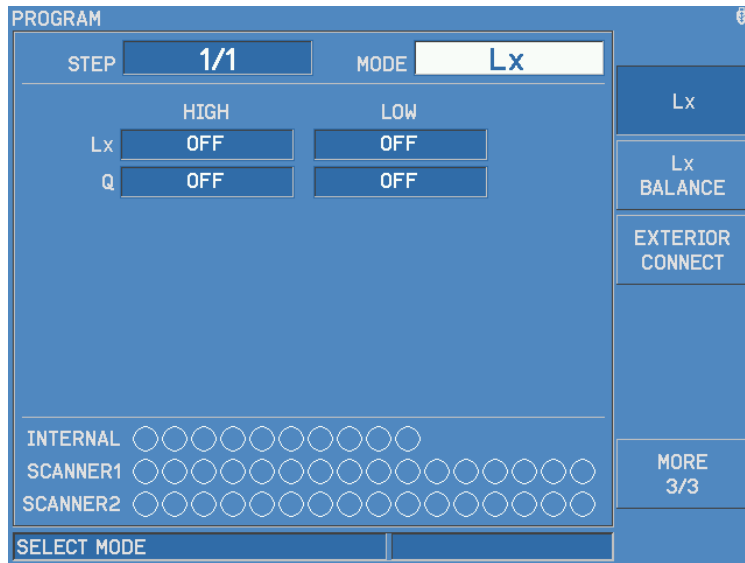 PROGRAM
STEP 1/1 MODE Lx
HIGH LOW
Lx OFF OFF
Q OFF OFF
INTERNAL
SCANNER1
SCANNER2
SELECT MODE
Lx
Lx
BALANCE
EXTERIOR
CONNECT
MORE
3/3